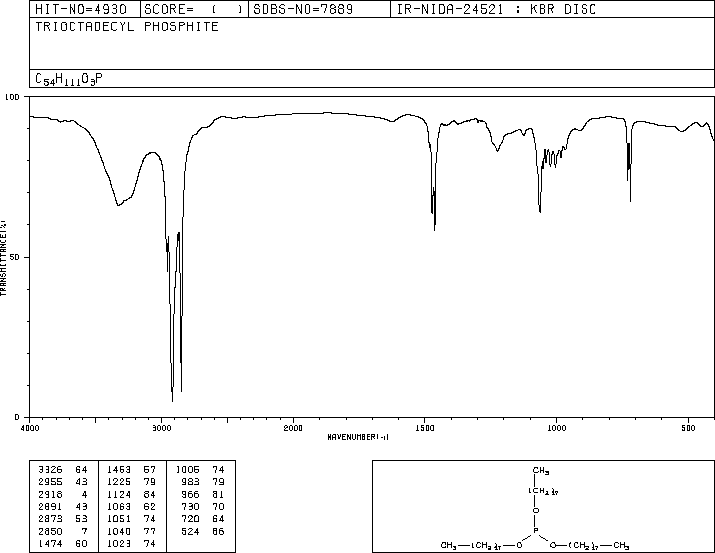 HIT-NO=4930 SCORE= ( ) SDBS-NO=7889 IR-NIDA-24521 : KBR DISC
TRIOCTADECYL PHOSPHITE
C54H111O3P
100
50
0
TRANSMITTANCE(%)
4000 3000 2000 1500 1000 500
WAVENUMBER(-1)
3326 64 1463 57 1006 74
2955 43 1225 79 983 79
2918 4 1124 84 966 81
2891 43 1063 62 730 70
2873 53 1051 74 720 64
2850 7 1040 77 524 86
1474 60 1023 74
CH3
(CH2)17
O
P
CH3 (CH2)17 O O (CH2)17 CH3